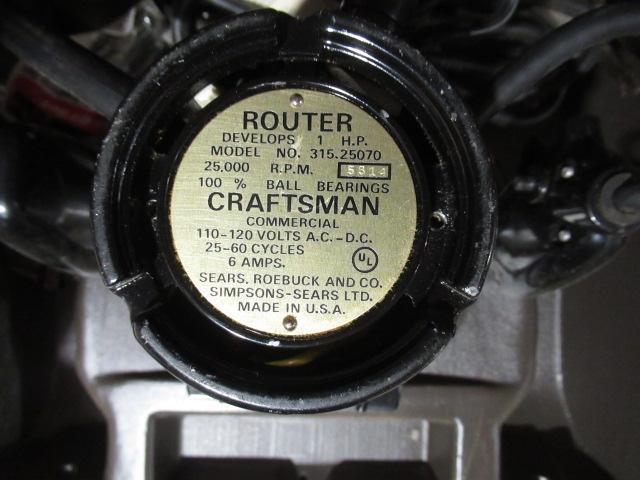 ROUTER
DEVELOPS 1 H.P.
MODEL NO. 315.25070
25,000 R.P.M.
100 % BALL BEARINGS
CRAFTSMAN
COMMERCIAL
110-120 VOLTS A.C.-D.C.
25-60 CYCLES
6 AMPS.
UL
SEARS, ROEBUCK AND CO.
SIMPSONS-SEARS LTD.
MADE IN U.S.A.